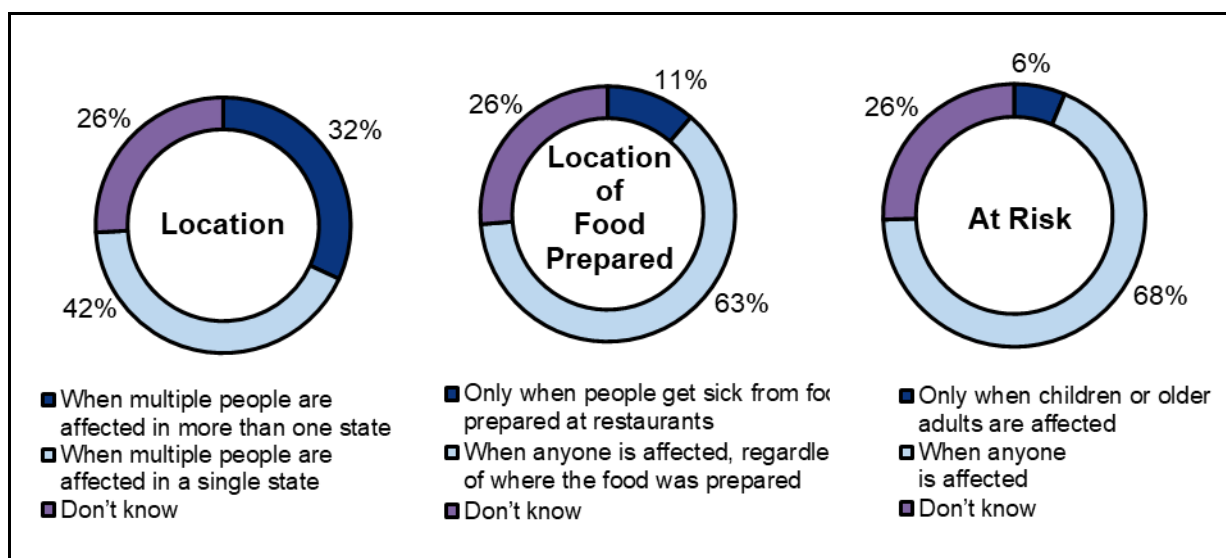 26%
32%
Location
42%
When multiple people are
affected in more than one state
When multiple people are
affected in a single state
Don't know
26%
11%
Location
of
Food
Prepared
63%
Only when people get sick from
prepared at restaurants
When anyone is affected,
of where the food was prepared
Don't know
26%
6%
At Risk
68%
Only when children or older
adults are affected
When anyone
is affected
Don't know